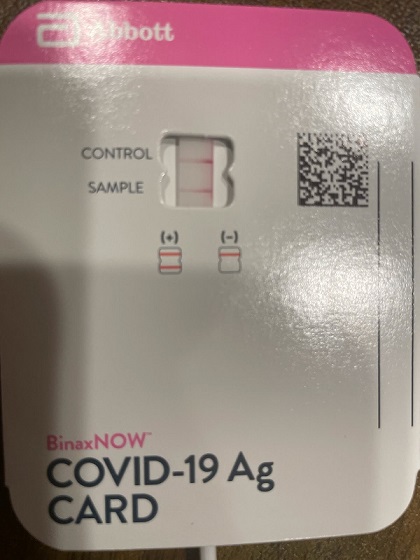 Abbott
CONTROL
SAMPLE
(+) (-)
BinaxNOW™
COVID-19 Ag
CARD